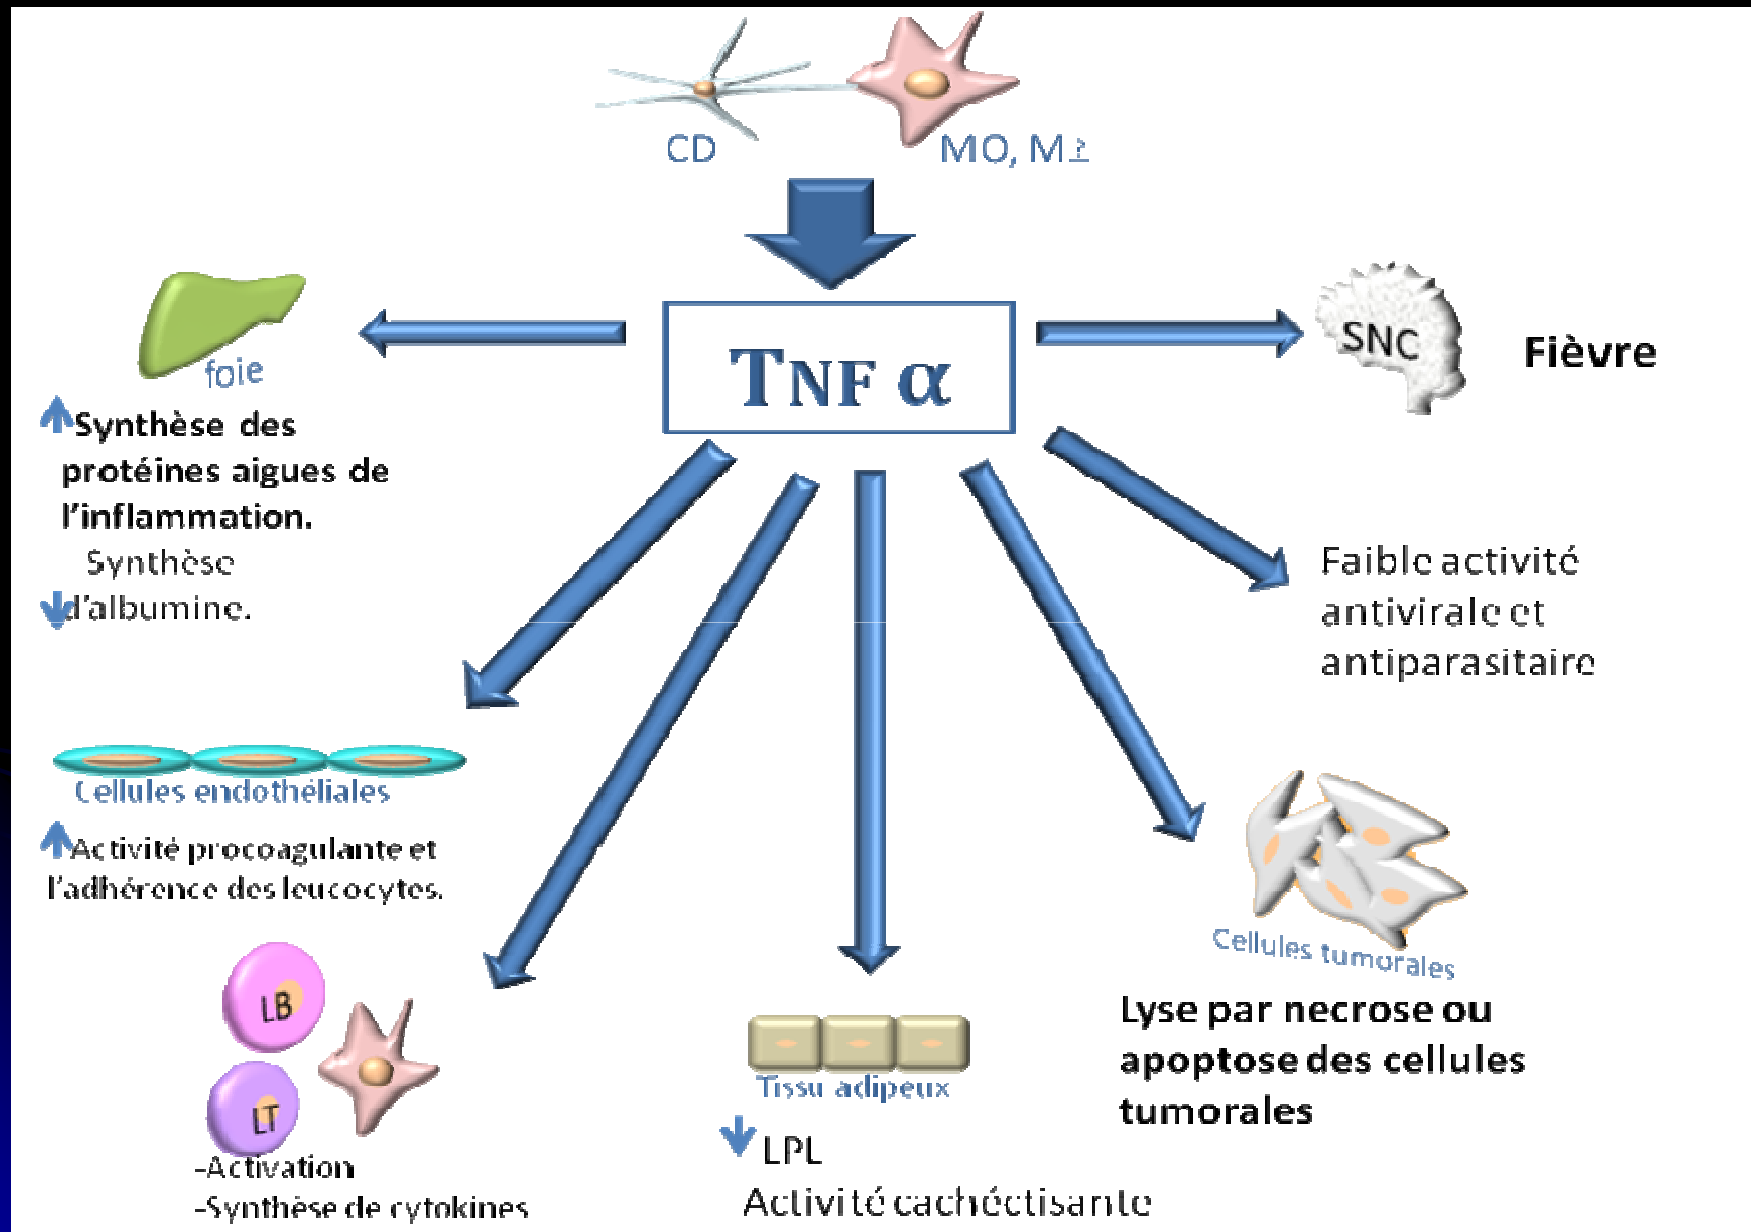 CD
MO, M?
TNF α
foie
Synthèse des
protéines aigues de
l'inflammation.
Synthèse
d'albumine.
SNC
Fièvre
Faible activité
antivirale et
antiparasitaire
Cellules endothéliales
Activité procoagulante et
l'adhérence des leucocytes.
LB
LT
-Activation
-Synthèse de cytokines
Tissu adipeux
LPL
Activité cachéctisante
Cellules tumorales
Lyse par necrose ou
apoptose des cellules
tumorales